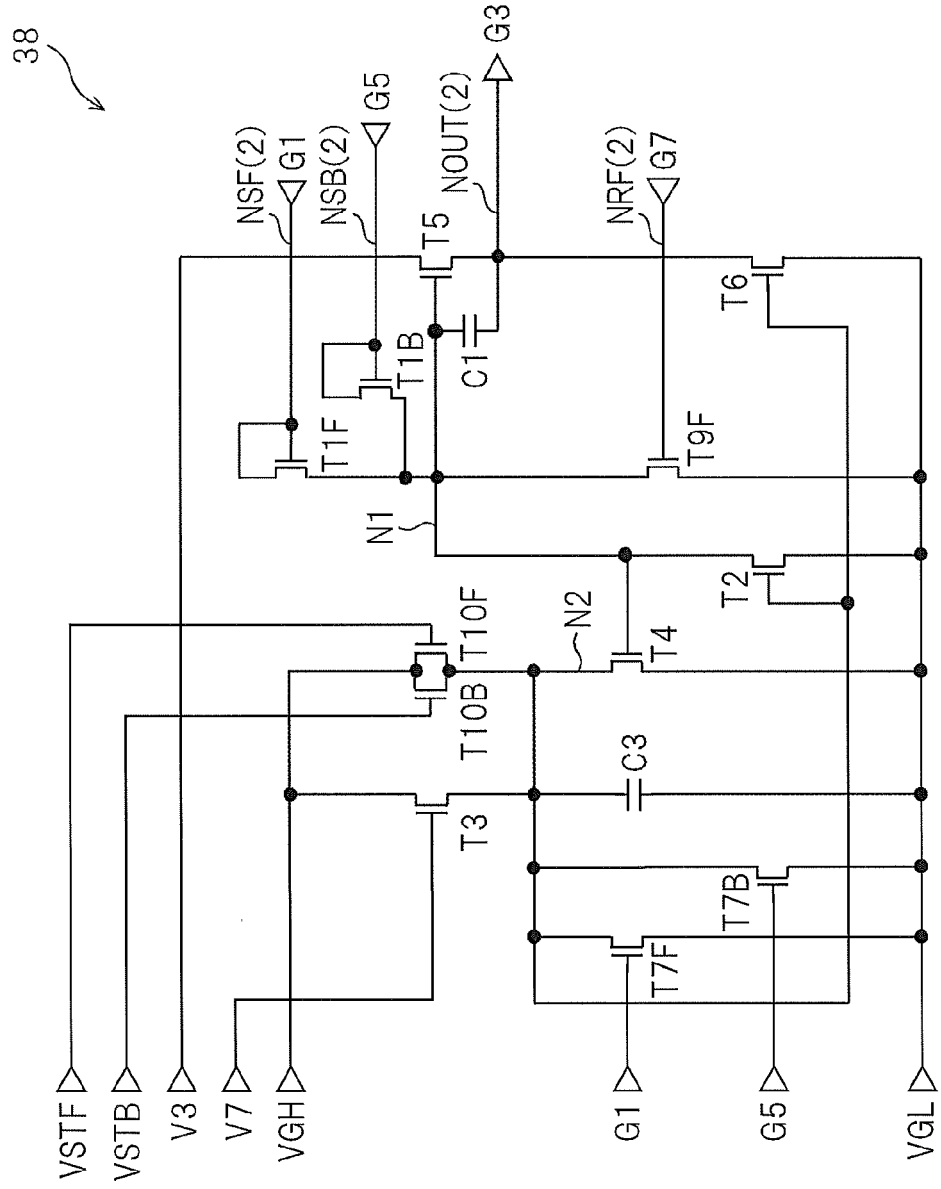 38
VSTF
VSTB
V3
V7
VGH
G1
G5
VGL
NSF(2)
G1
NSB(2)
G5
T1F
T1B
T5
C1
NOUT(2)
G3
NRF(2)
G7
N1
T9F
T6
T10F
T10B
N2
T4
T2
T3
C3
T7B
T7F